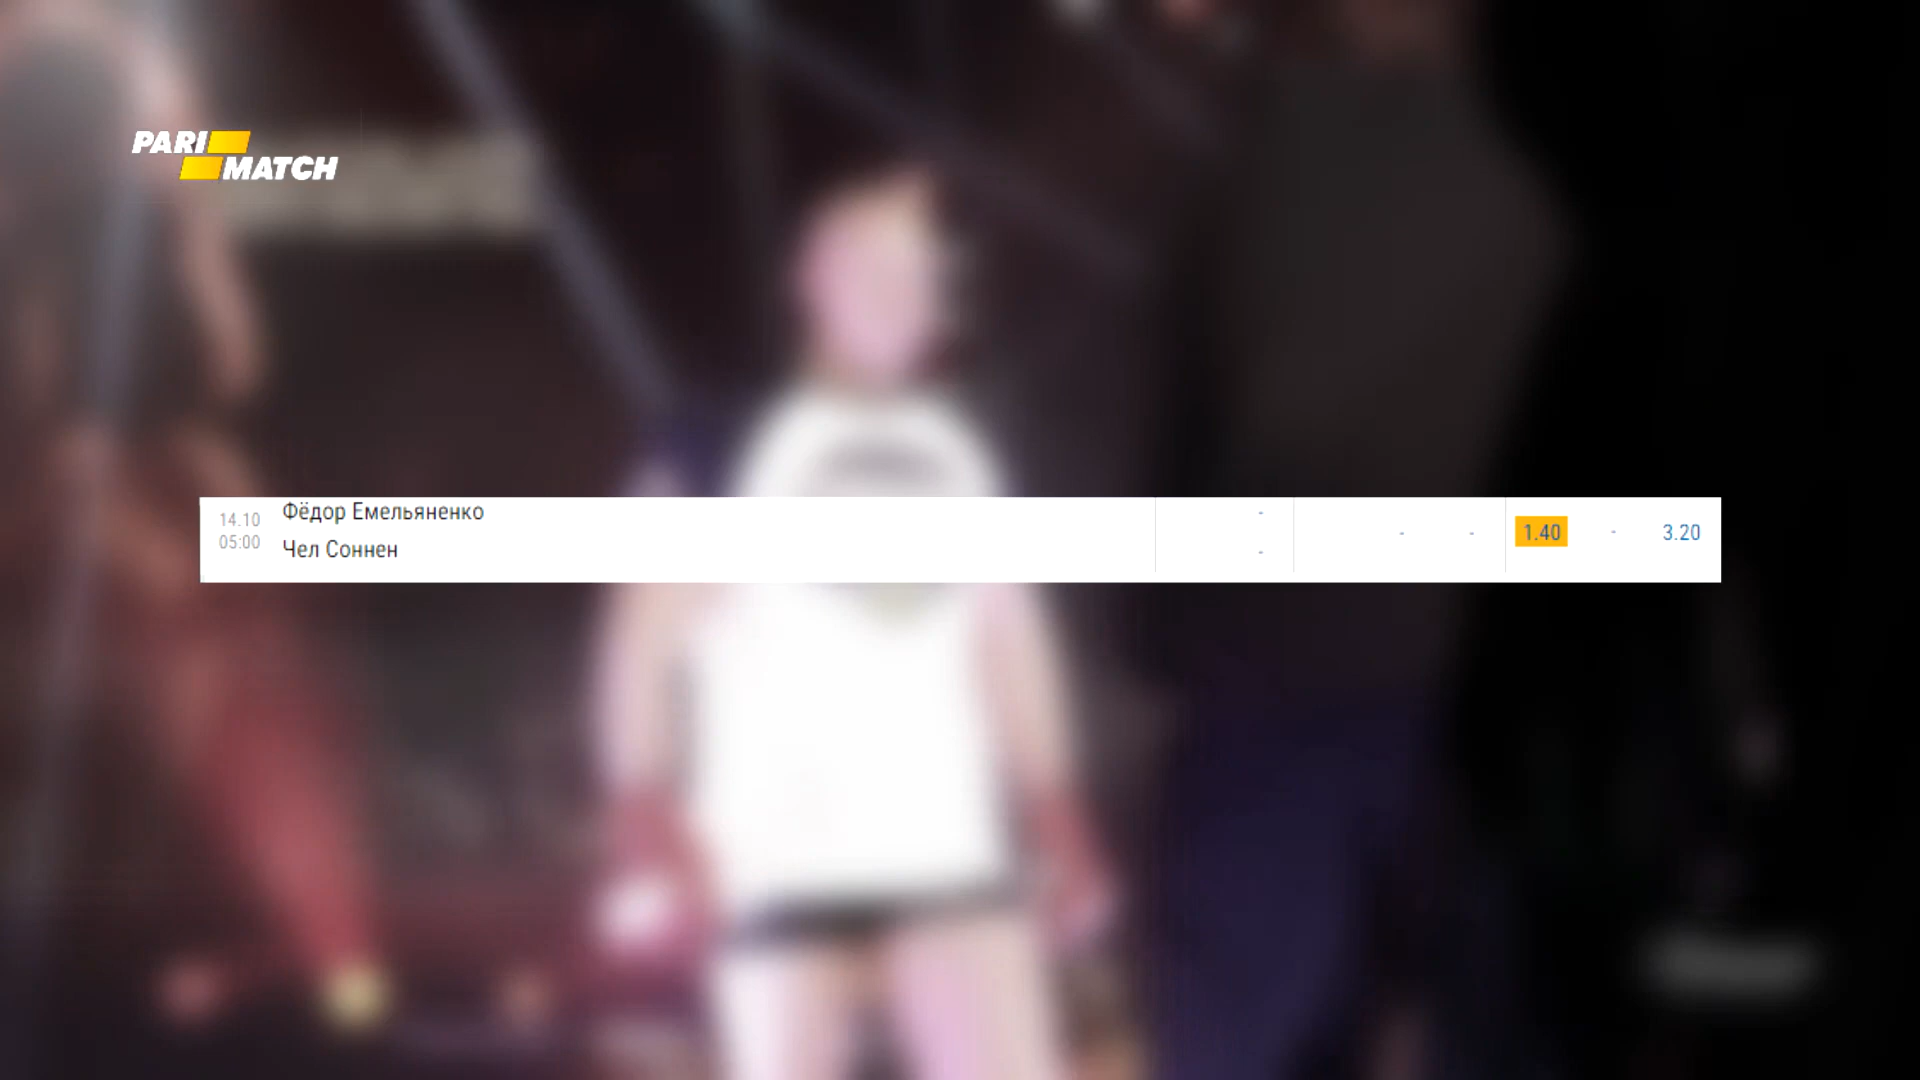 PARI
MATCH
14.10
05:00
Фёдор Емельяненко
Чел Соннен
-
-
- -
1.40 - 3.20